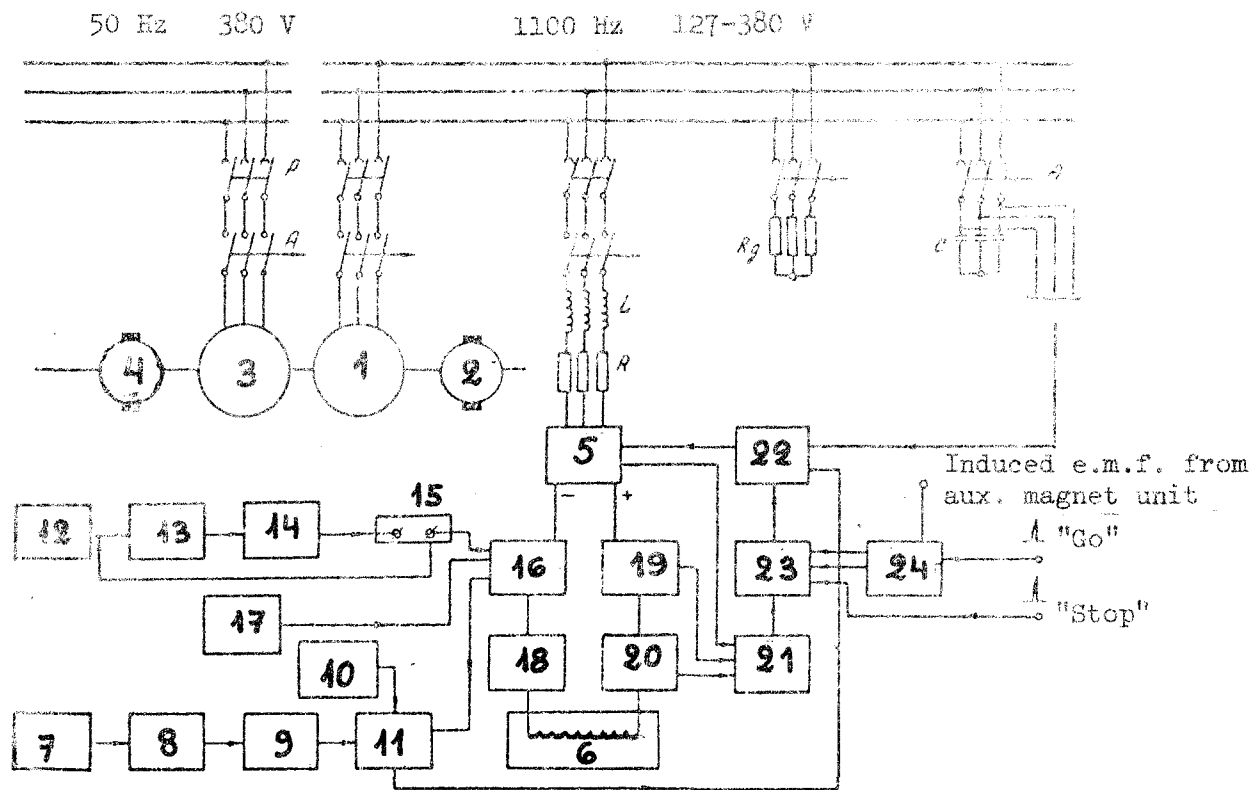 50 Hz 380 V 1100 Hz 127-380 V
A
Rg
C
L
R
4 3 1 2
5
22
Induced e.m.f. from
aux. magnet unit
"Go"
"Stop"
15
12 13 14
16 19 23 24
17
18 20 21
10
7 8 9 11
6
- +